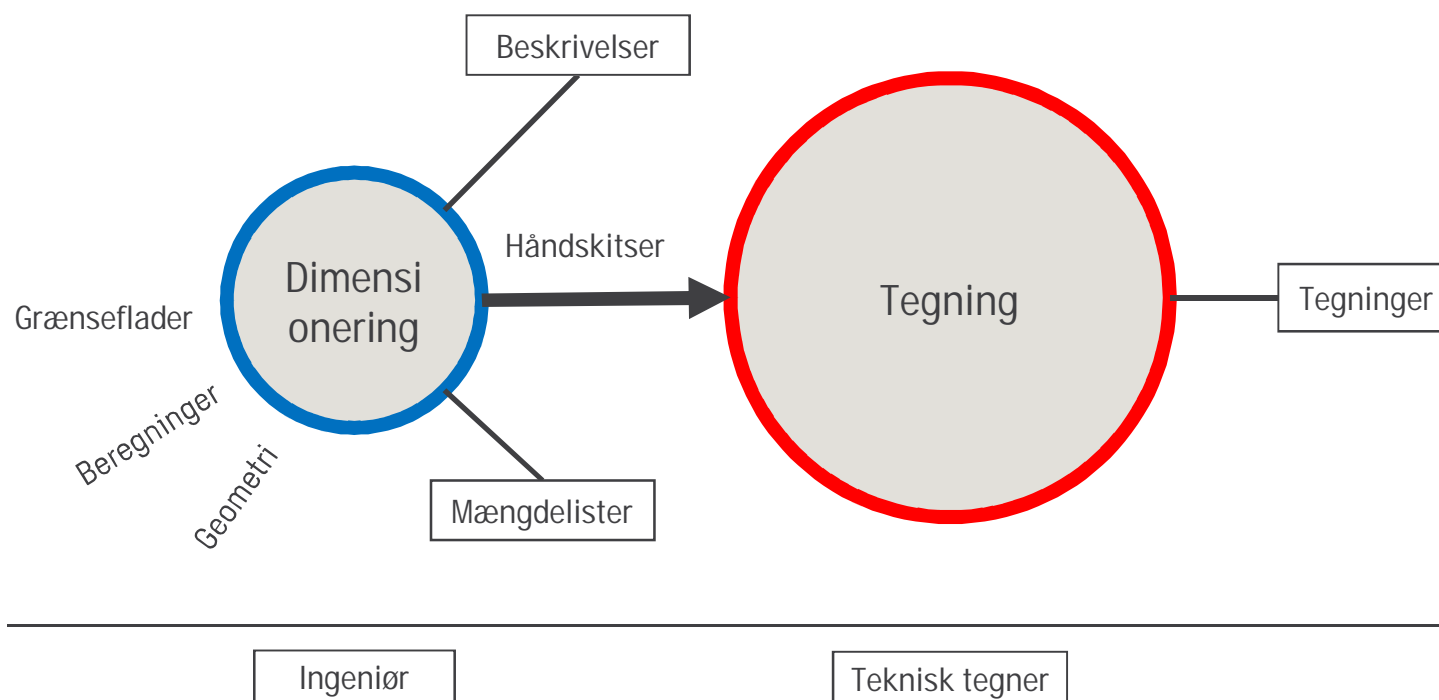 Beskrivelser
Håndskitser
Dimensi
onering
Tegning
Tegninger
Grænseflader
Beregninger
Geometri
Mængdelister
Ingeniør
Teknisk tegner